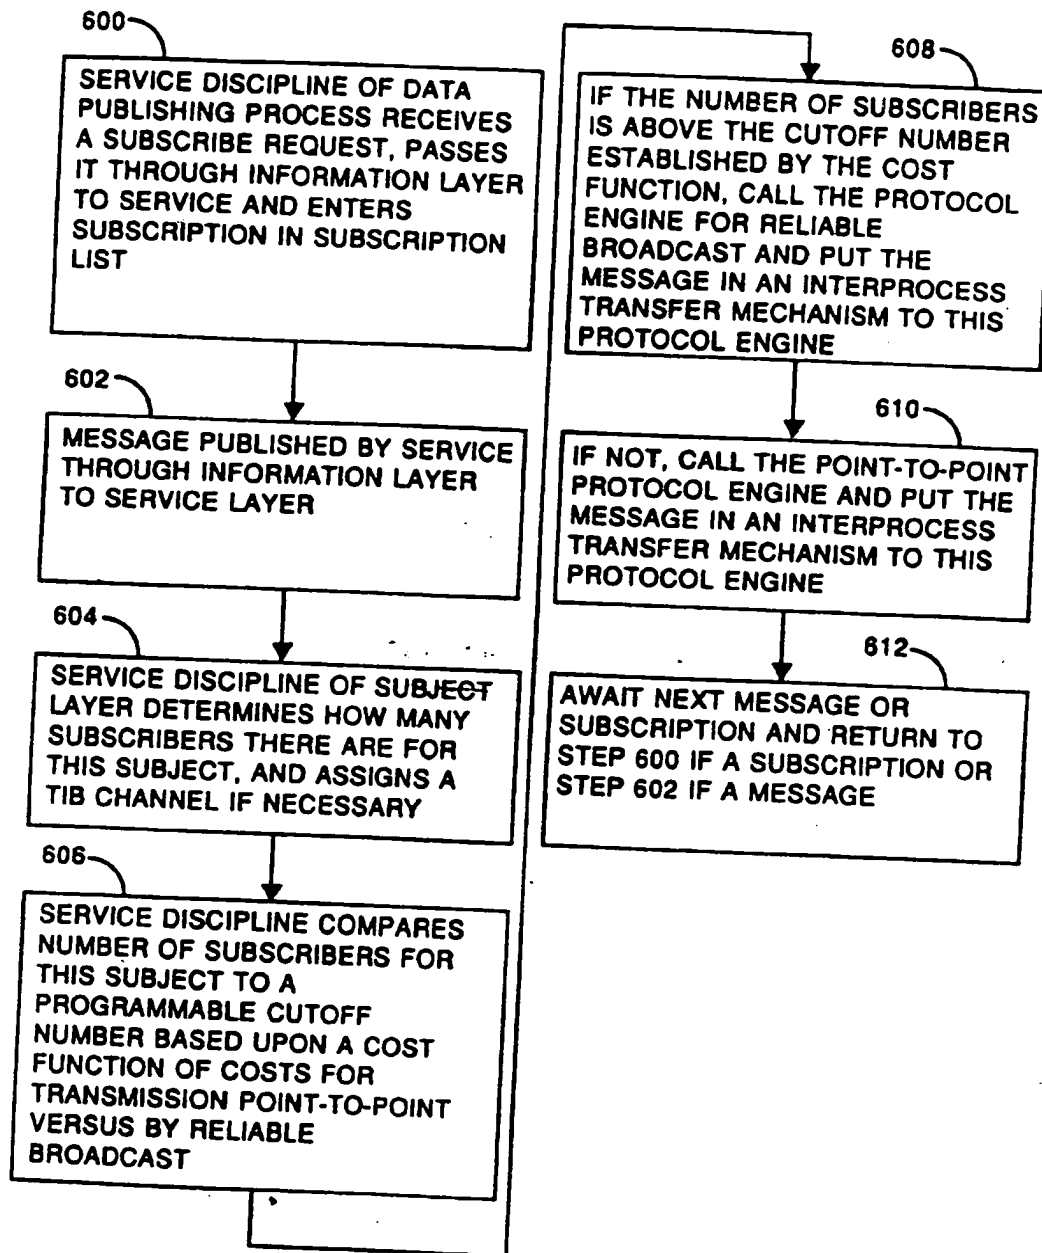 600
SERVICE DISCIPLINE OF DATA
PUBLISHING PROCESS RECEIVES
A SUBSCRIBE REQUEST, PASSES
IT THROUGH INFORMATION LAYER
TO SERVICE AND ENTERS
SUBSCRIPTION IN SUBSCRIPTION
LIST
602
MESSAGE PUBLISHED BY SERVICE
THROUGH INFORMATION LAYER
TO SERVICE LAYER
604
SERVICE DISCIPLINE OF SUBJECT
LAYER DETERMINES HOW MANY
SUBSCRIBERS THERE ARE FOR
THIS SUBJECT, AND ASSIGNS A
TIB CHANNEL IF NECESSARY
606
SERVICE DISCIPLINE COMPARES
NUMBER OF SUBSCRIBERS FOR
THIS SUBJECT TO A
PROGRAMMABLE CUTOFF
NUMBER BASED UPON A COST
FUNCTION OF COSTS FOR
TRANSMISSION POINT-TO-POINT
VERSUS BY RELIABLE
BROADCAST
608
IF THE NUMBER OF SUBSCRIBERS
IS ABOVE THE CUTOFF NUMBER
ESTABLISHED BY THE COST
FUNCTION, CALL THE PROTOCOL
ENGINE FOR RELIABLE
BROADCAST AND PUT THE
MESSAGE IN AN INTERPROCESS
TRANSFER MECHANISM TO THIS
PROTOCOL ENGINE
610
IF NOT, CALL THE POINT-TO-POINT
PROTOCOL ENGINE AND PUT THE
MESSAGE IN AN INTERPROCESS
TRANSFER MECHANISM TO THIS
PROTOCOL ENGINE
612
AWAIT NEXT MESSAGE OR
SUBSCRIPTION AND RETURN TO
STEP 600 IF A SUBSCRIPTION OR
STEP 602 IF A MESSAGE